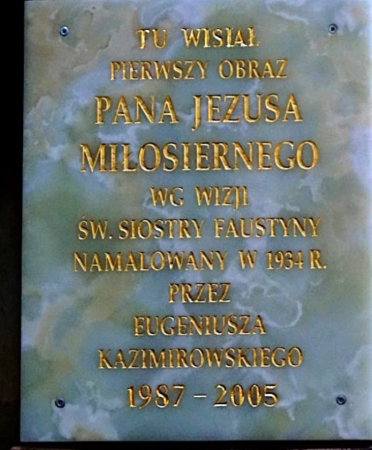 TU WISIAŁ
PIERWSZY OBRAZ
PANA JEZUSA
MIŁOSIERNEGO
WG WIZJI
ŚW. SIOSTRY FAUSTYNY
NAMALOWANY W 1934 R.
PRZEZ
EUGENIUSZA
KAZIMIROWSKIEGO
1987 - 2005